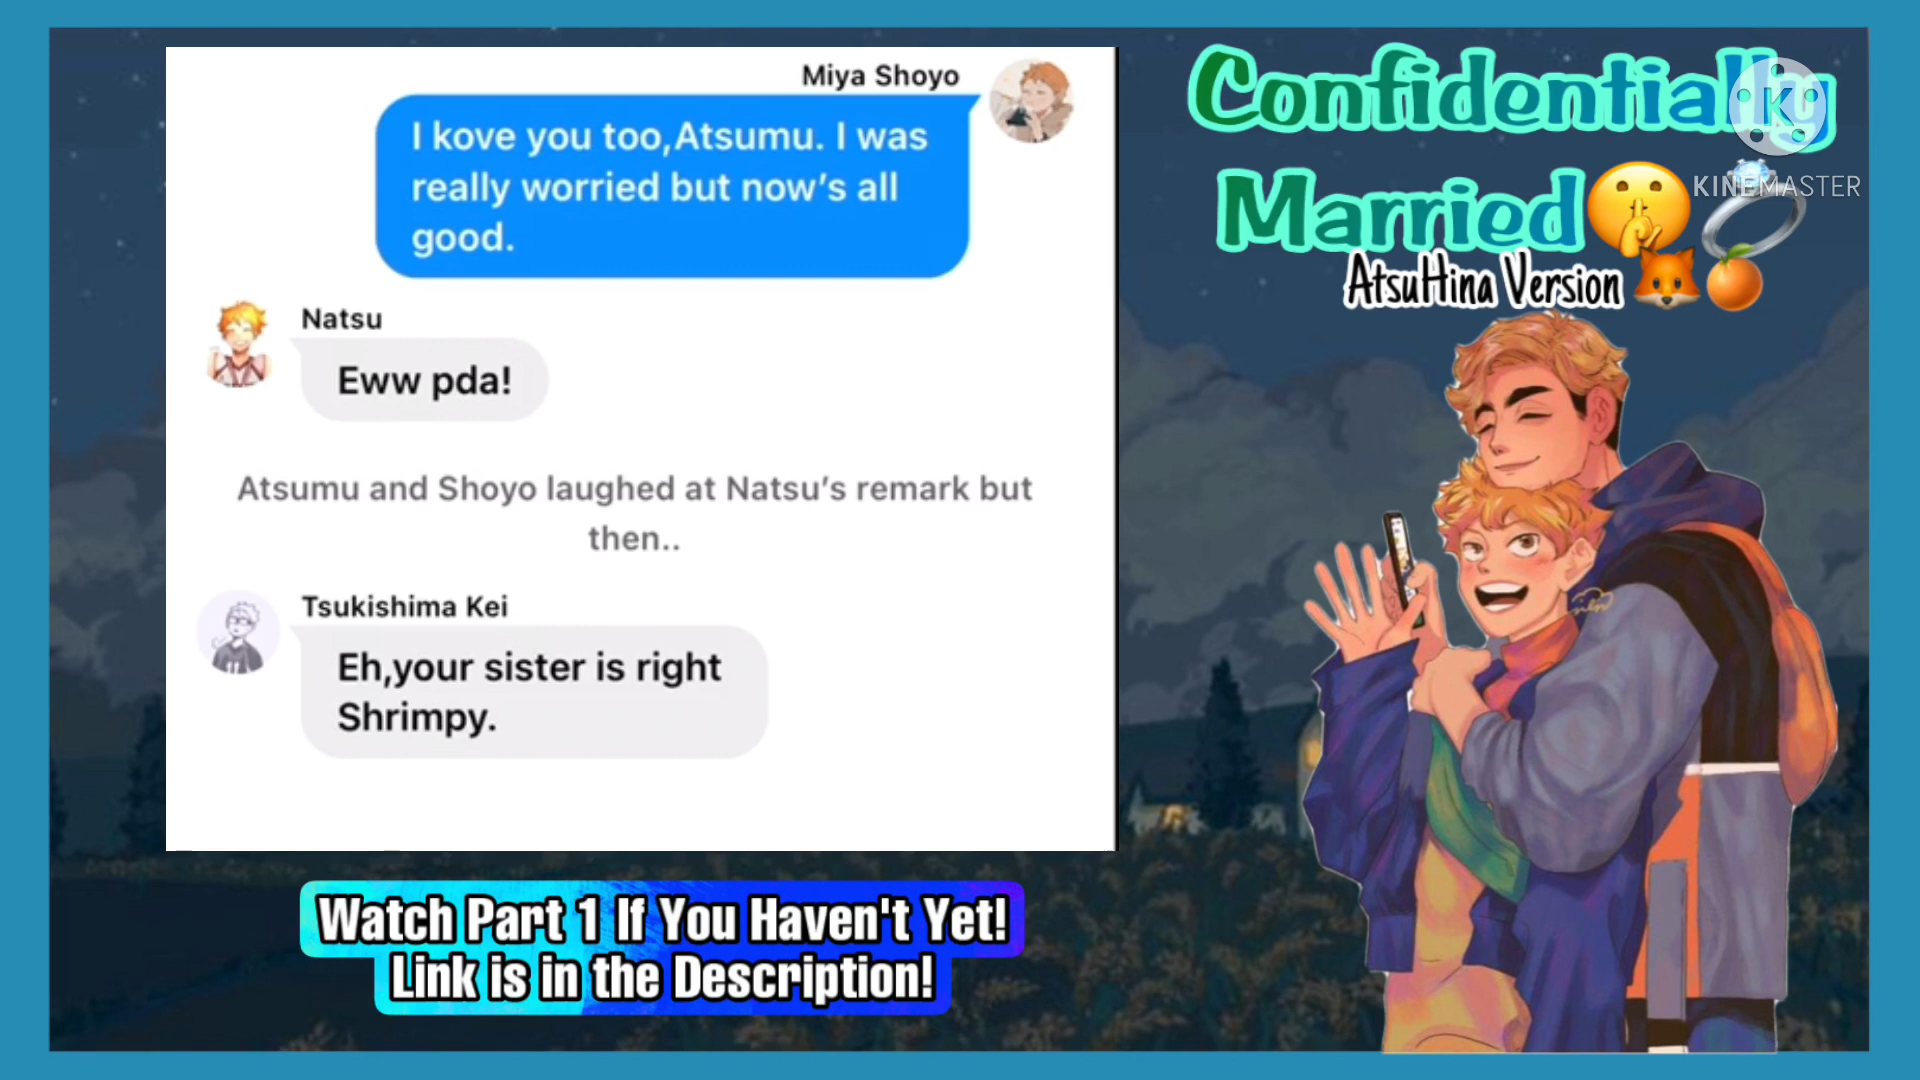 Miya Shoyo
I kove you too,Atsumu. I was
really worried but now's all
good.
Natsu
Eww pda!
Atsumu and Shoyo laughed at Natsu's remark but
then..
Tsukishima Kei
Eh,your sister is right
Shrimpy.
Watch Part 1 If You Haven't Yet!
Link is in the Description!
Confidentially
Married
AtsuHina Version
K
KINEMASTER